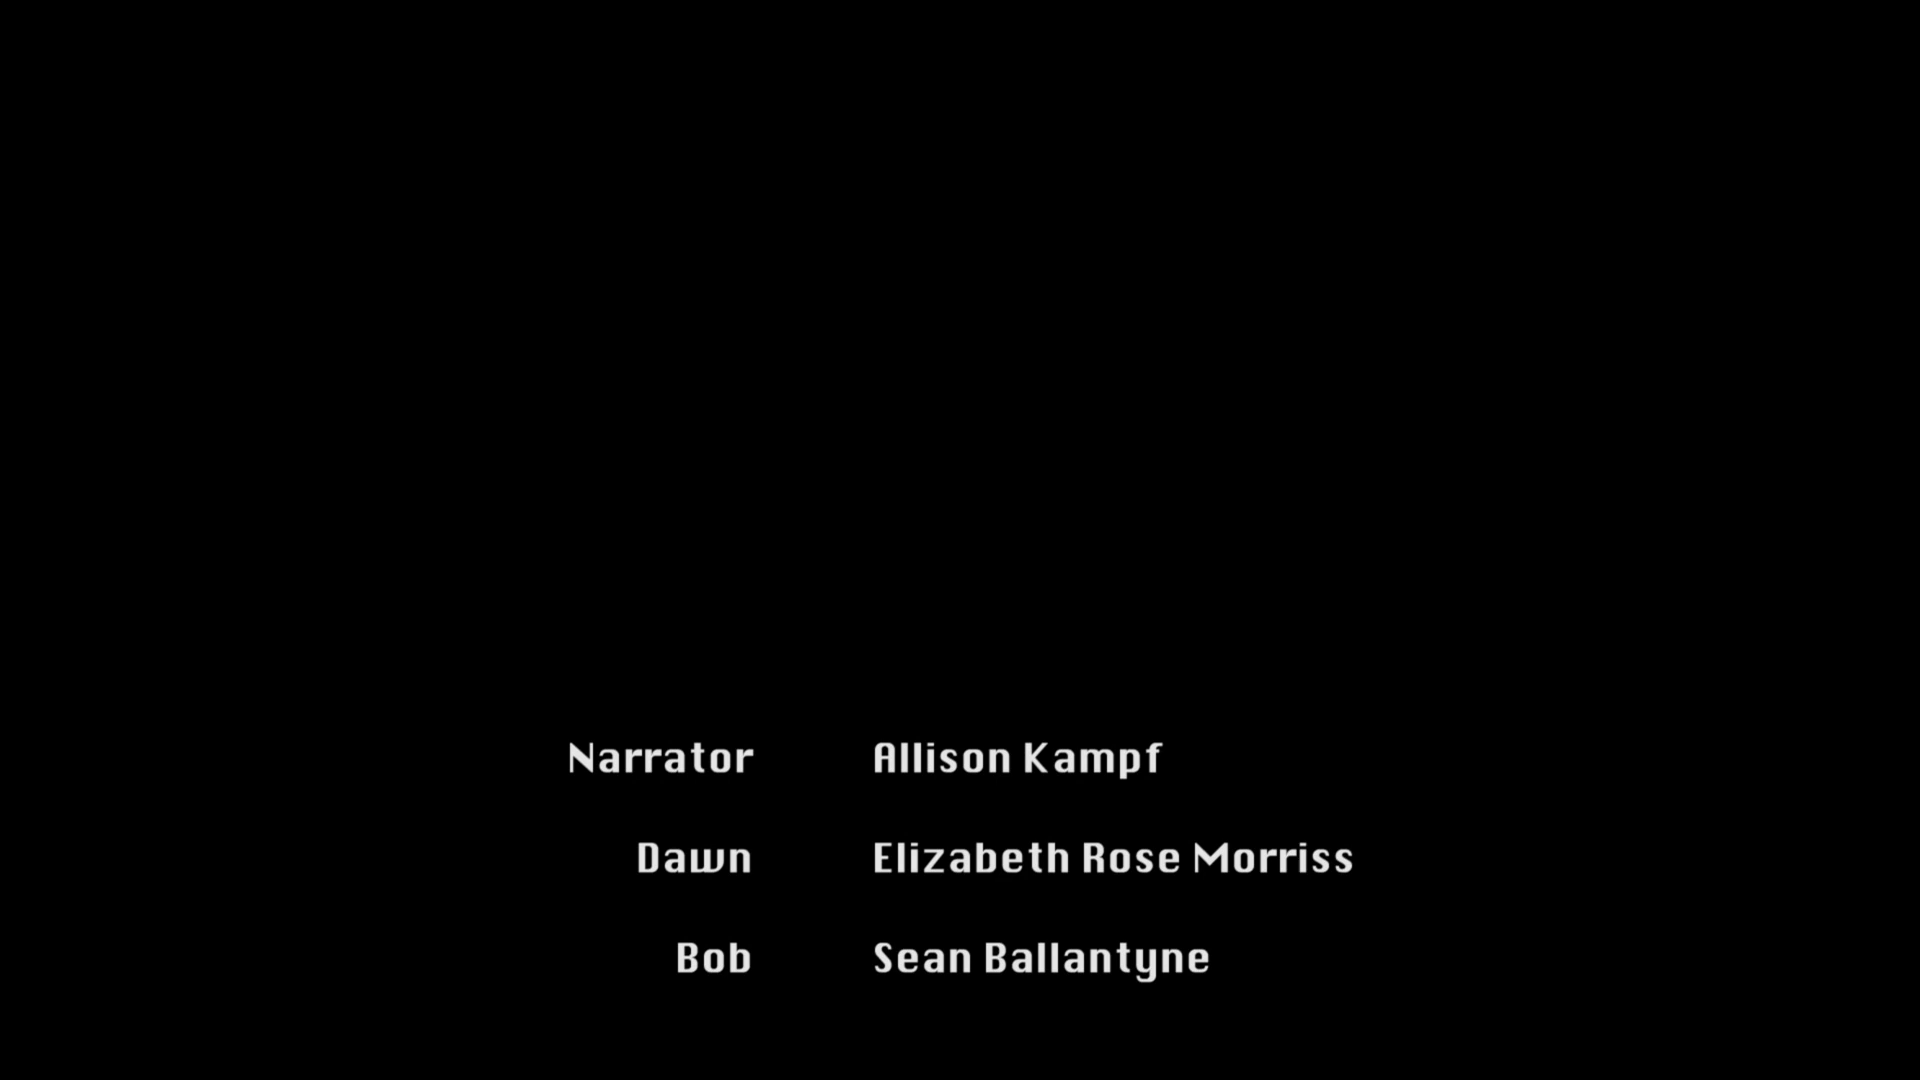 Narrator Allison Kampf
Dawn Elizabeth Rose Morriss
Bob Sean Ballantyne